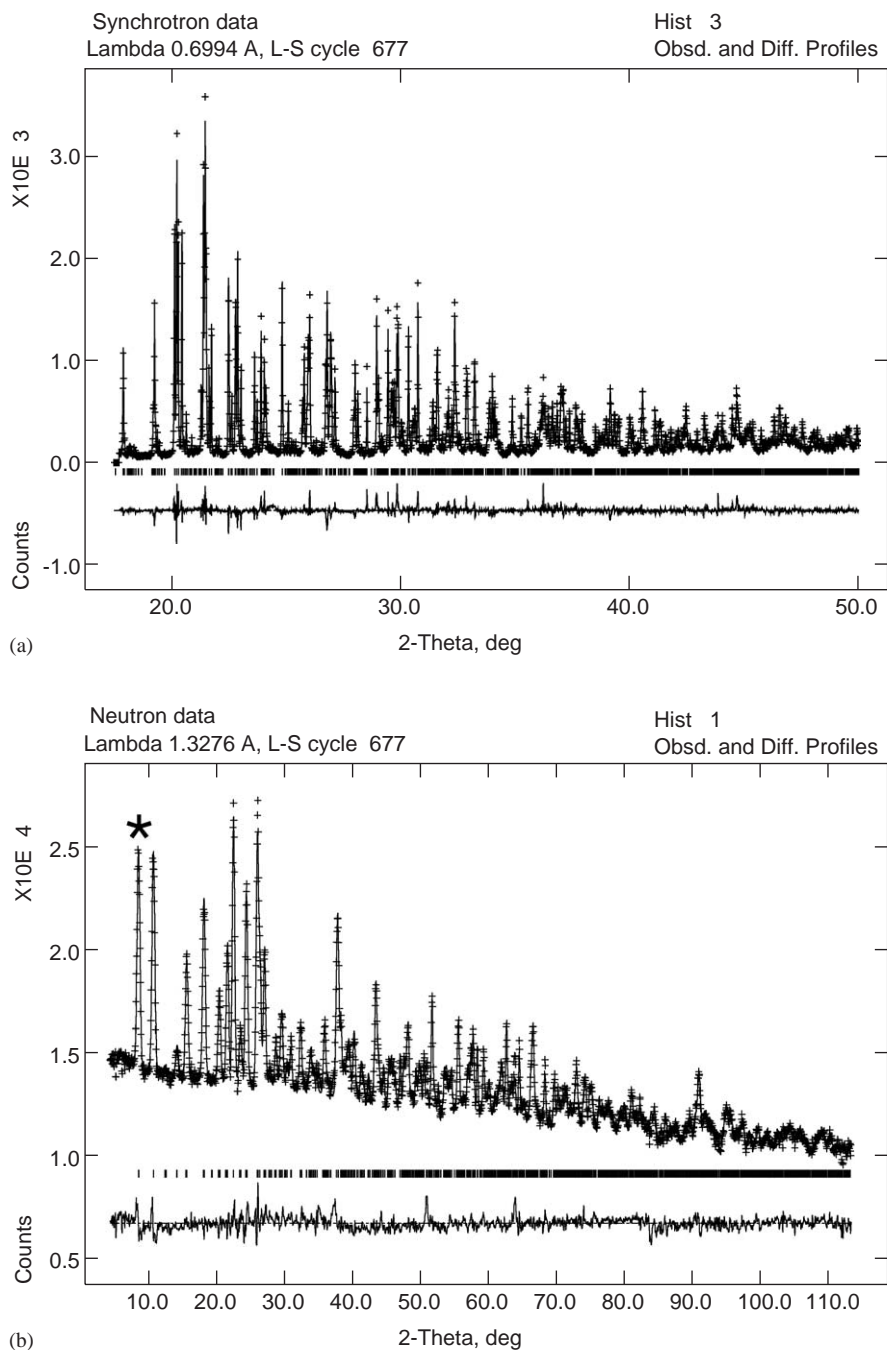 Synchrotron data
Lambda 0.6994 A, L-S cycle 677
Hist 3
Obsd. and Diff. Profiles
X10E 3
Counts
3.0
2.0
1.0
0.0
-1.0
20.0 30.0 40.0 50.0
2-Theta, deg
(a)
Neutron data
Lambda 1.3276 A, L-S cycle 677
Hist 1
Obsd. and Diff. Profiles
X10E 4
Counts
*
2.5
2.0
1.5
1.0
0.5
10.0 20.0 30.0 40.0 50.0 60.0 70.0 80.0 90.0 100.0 110.0
2-Theta, deg
(b)